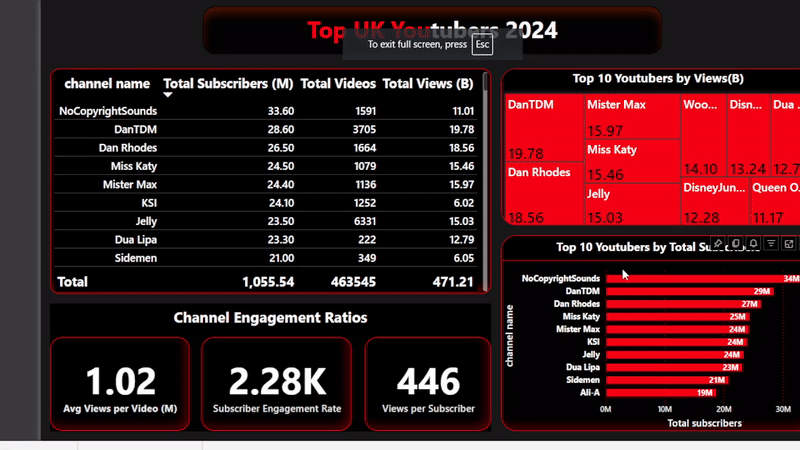 Top UK Youtubers 2024
To exit full screen, press Esc
channel name Total Subscribers (M) Total Videos Total Views (B)
NoCopyrightSounds 33.60 1591 11.01
DanTDM 28.60 3705 19.78
Dan Rhodes 26.50 1664 18.56
Miss Katy 24.50 1079 15.46
Mister Max 24.40 1136 15.97
KSI 24.10 1252 6.02
Jelly 23.50 6331 15.03
Dua Lipa 23.30 222 12.79
Sidemen 21.00 349 6.05
Total 1,055.54 463545 471.21
Channel Engagement Ratios
1.02
Avg Views per Video (M)
2.28K
Subscriber Engagement Rate
446
Views per Subscriber
Top 10 Youtubers by Views(B)
DanTDM
19.78
Dan Rhodes
18.56
Mister Max
15.97
Miss Katy
15.46
Jelly
15.03
Woo...
14.10
Disn...
13.24
Dua
12.7
DisneyJun...
12.28
Queen O
11.17
Top 10 Youtubers by Total
channel name
NoCopyrightSounds 34M
DanTDM 29M
Dan Rhodes 27M
Miss Katy 25M
Mister Max 24M
KSI 24M
Jelly 24M
Dua Lipa 23M
Sidemen 21M
Ali-A 19M
0M 10M 20M 30M
Total subscribers